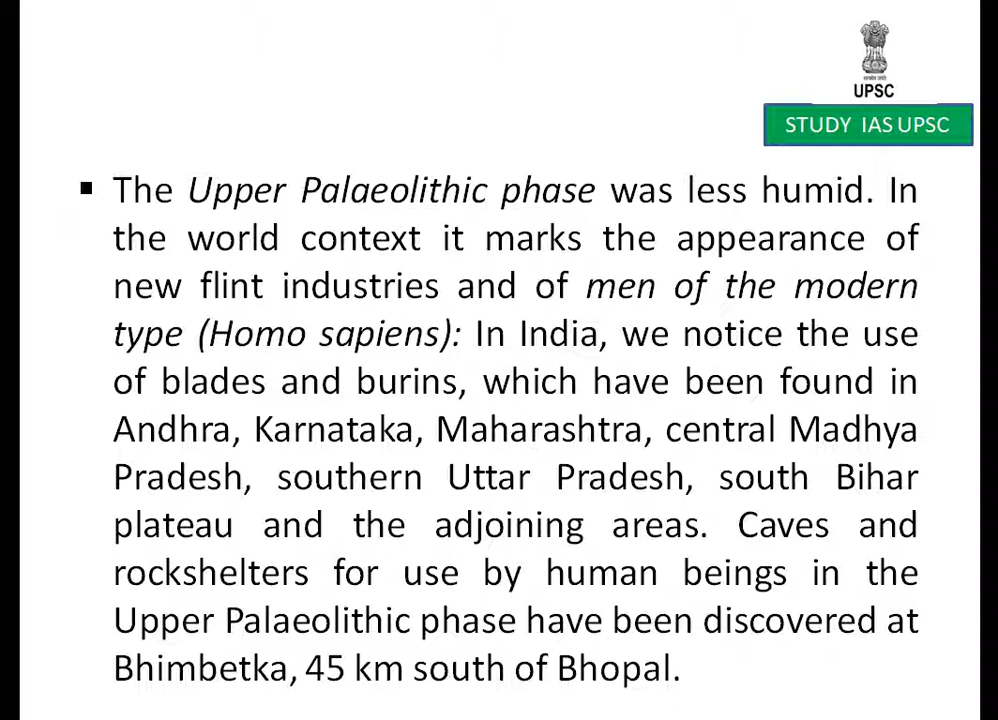 UPSC
STUDY IAS UPSC
▪ The Upper Palaeolithic phase was less humid. In
the world context it marks the appearance of
new flint industries and of men of the modern
type (Homo sapiens): In India, we notice the use
of blades and burins, which have been found in
Andhra, Karnataka, Maharashtra, central Madhya
Pradesh, southern Uttar Pradesh, south Bihar
plateau and the adjoining areas. Caves and
rockshelters for use by human beings in the
Upper Palaeolithic phase have been discovered at
Bhimbetka, 45 km south of Bhopal.